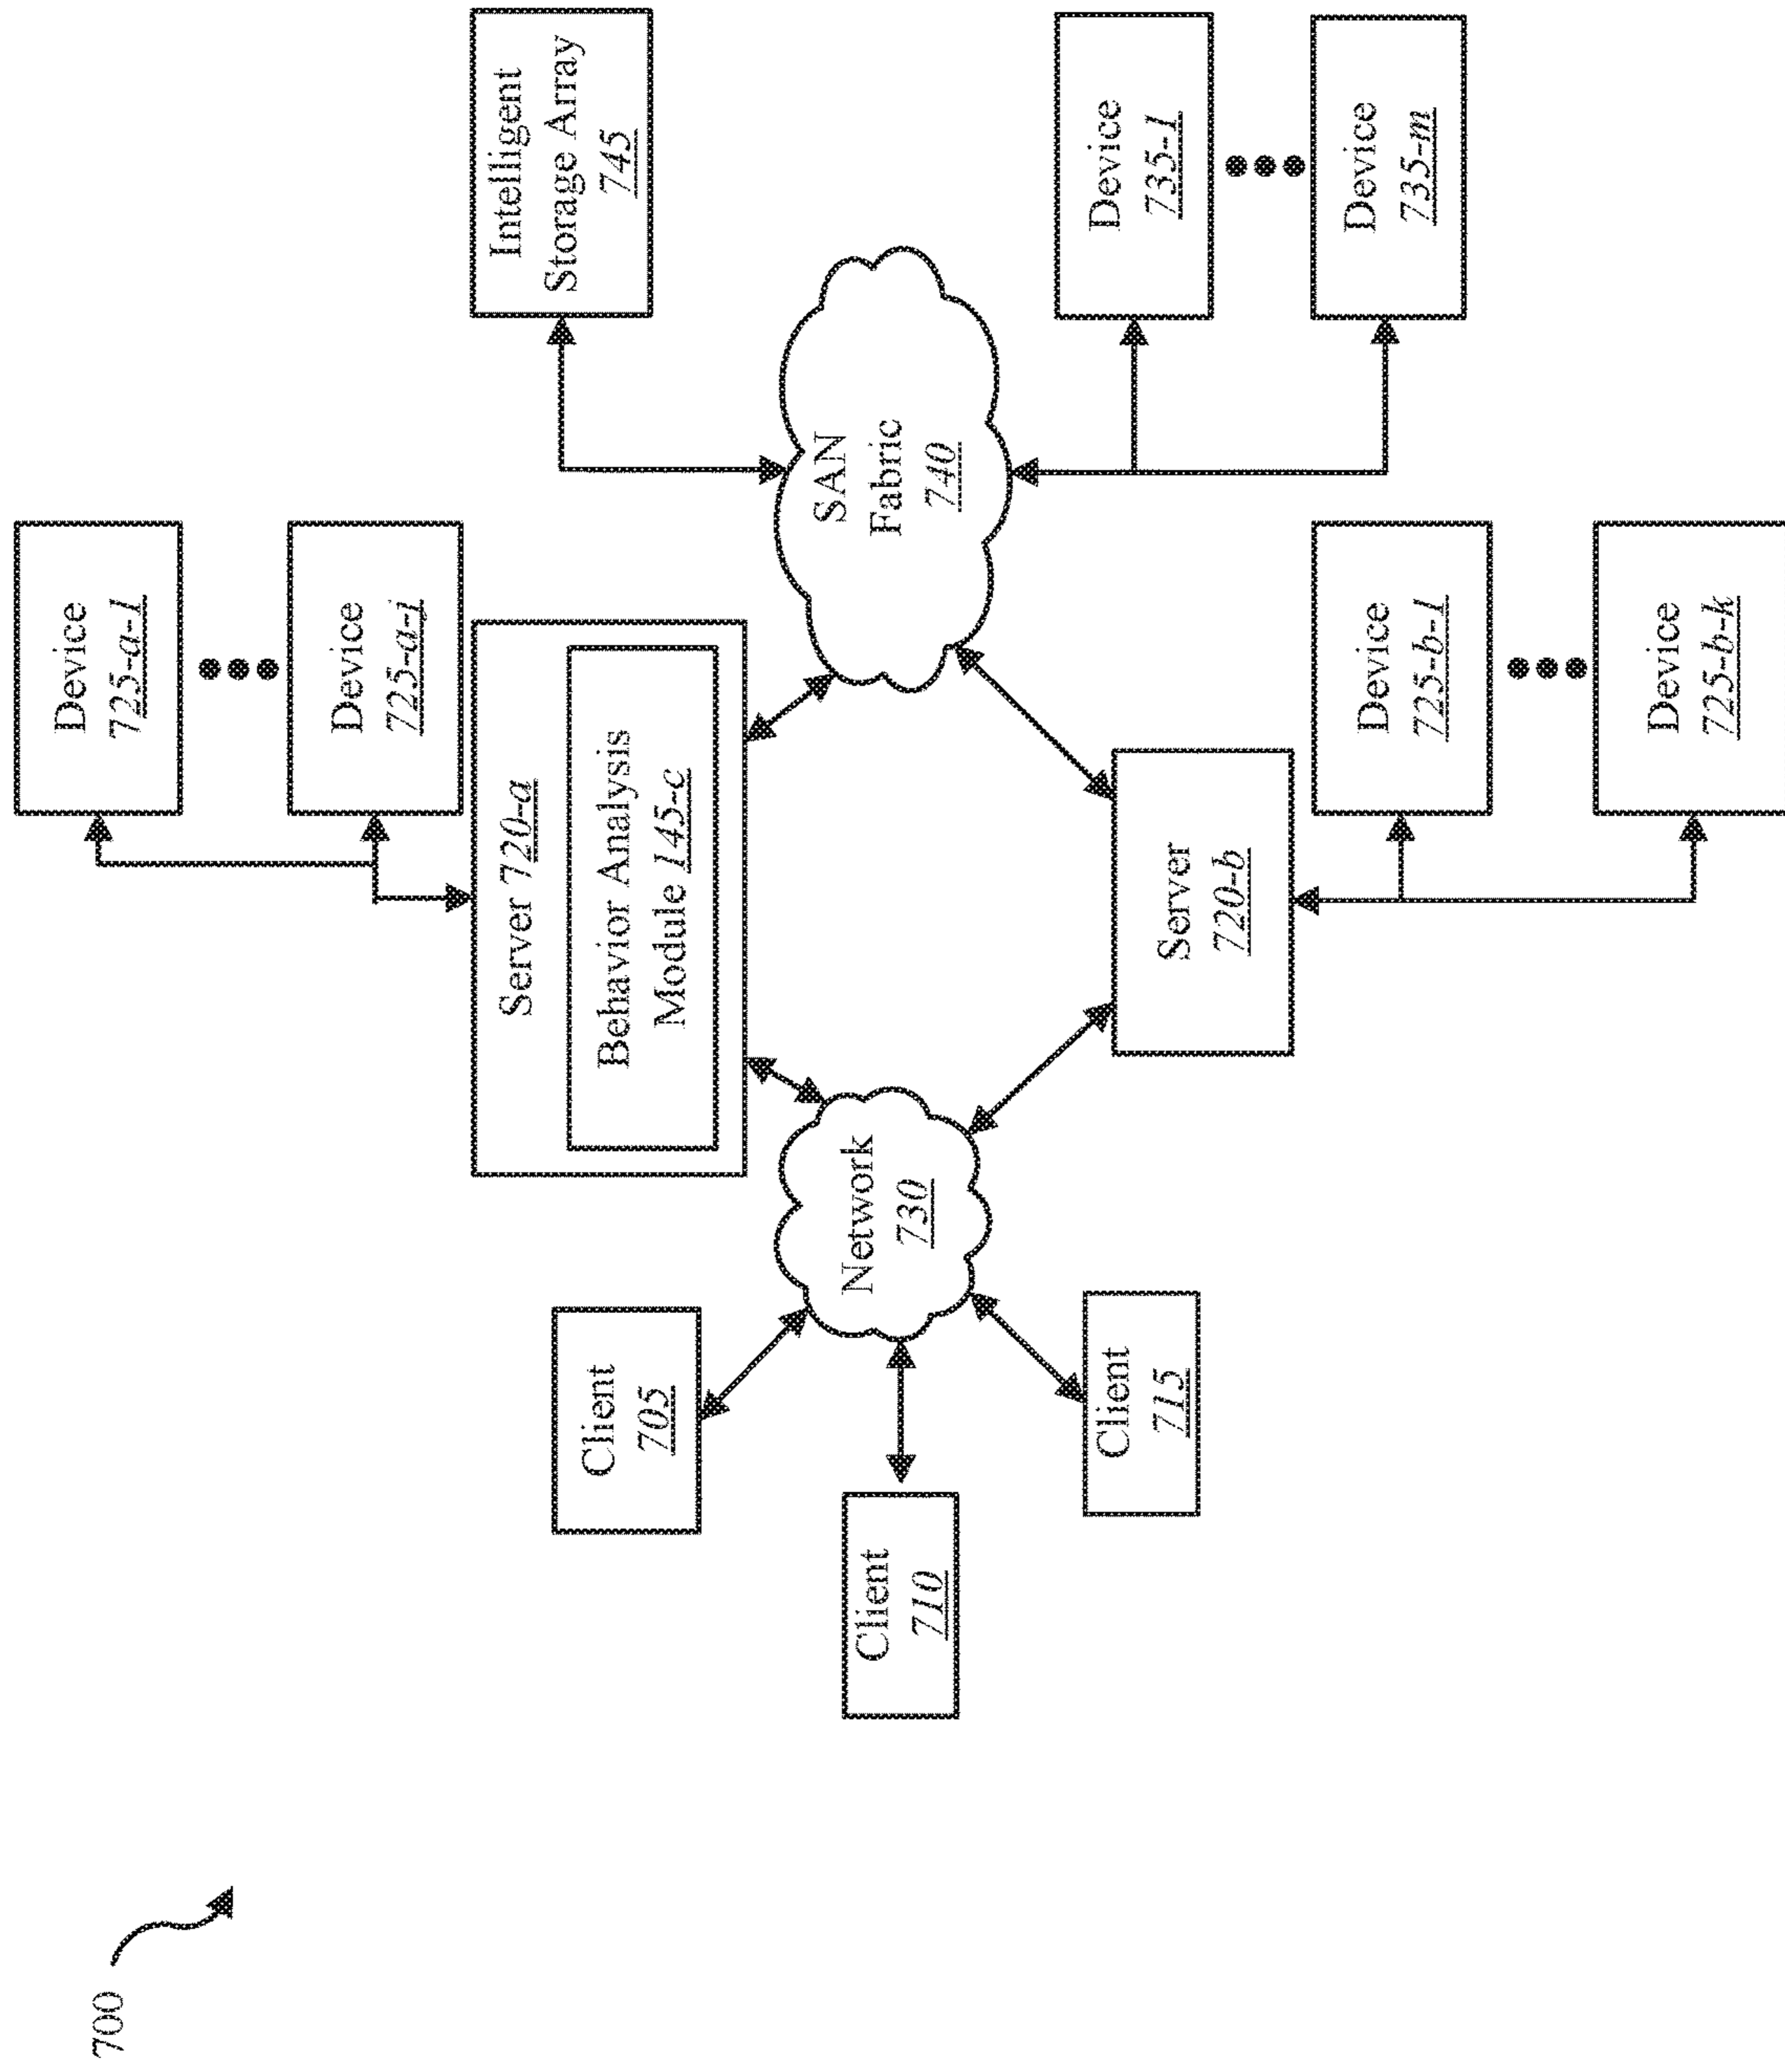 700
Device
725-a-1
Device
725-a-j
Intelligent
Storage Array
745
Server 720-a
Behavior Analysis
Module 145-c
Client
705
Client
710
Client
715
Network
730
SAN
Fabric
740
Device
735-1
Device
735-m
Server
720-b
Device
725-b-1
Device
725-b-k